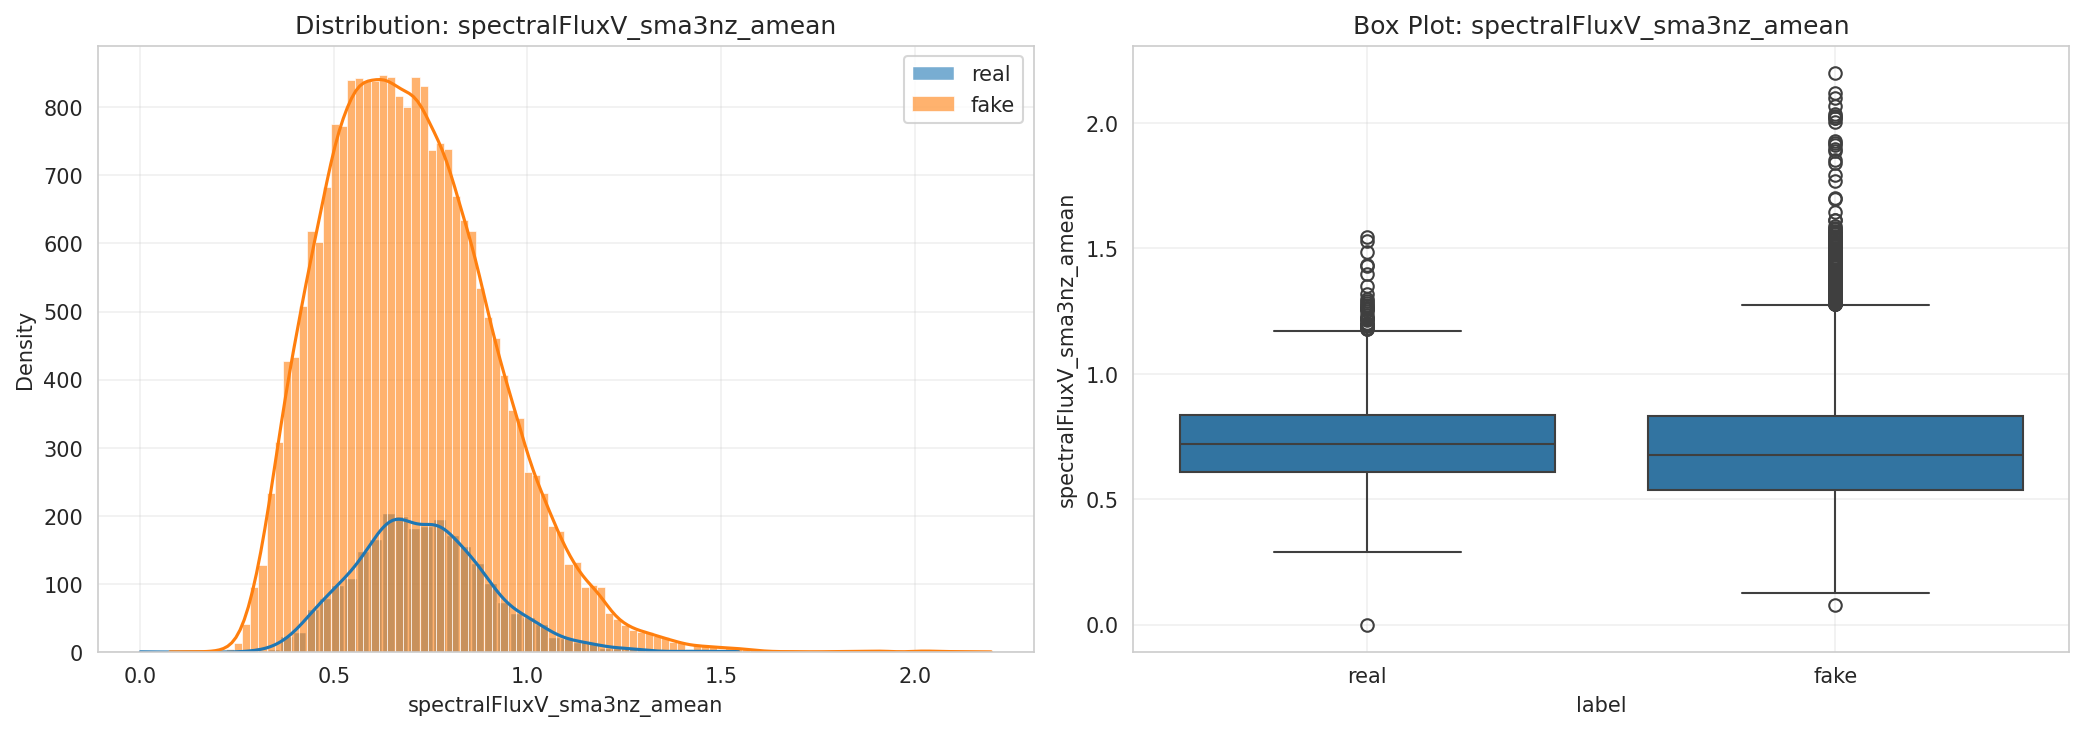 Distribution: spectralFluxV_sma3nz_amean
real
fake
Density
800
700
600
500
400
300
200
100
0
0.0 0.5 1.0 1.5 2.0
spectralFluxV_sma3nz_amean
Box Plot: spectralFluxV_sma3nz_amean
spectralFluxV_sma3nz_amean
2.0
1.5
1.0
0.5
0.0
real fake
label